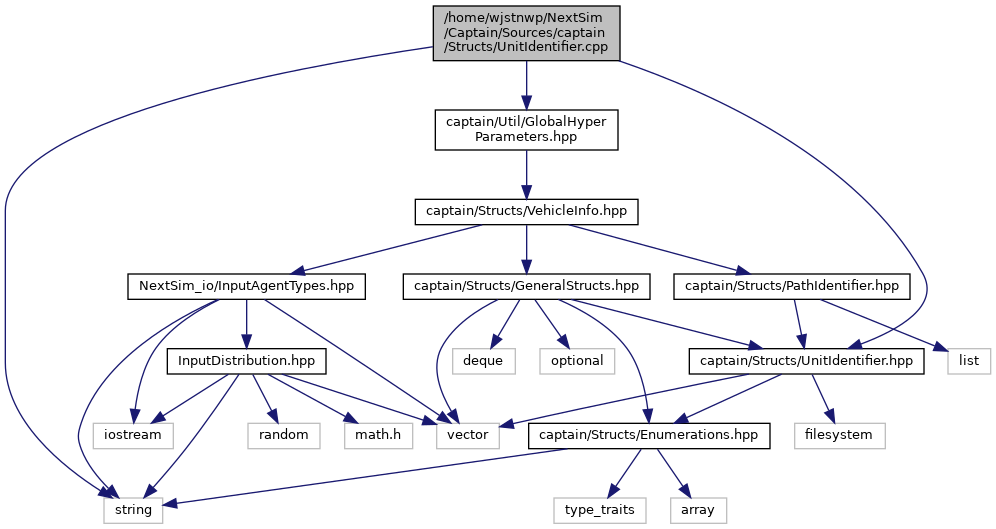 /home/wjstnwp/NextSim
/Captain/Sources/captain
/Structs/UnitIdentifier.cpp
captain/Util/GlobalHyper
Parameters.hpp
captain/Structs/VehicleInfo.hpp
NextSim_io/InputAgentTypes.hpp
captain/Structs/GeneralStructs.hpp
captain/Structs/PathIdentifier.hpp
InputDistribution.hpp
deque
optional
captain/Structs/UnitIdentifier.hpp
list
iostream
random
math.h
vector
captain/Structs/Enumerations.hpp
filesystem
string
type_traits
array